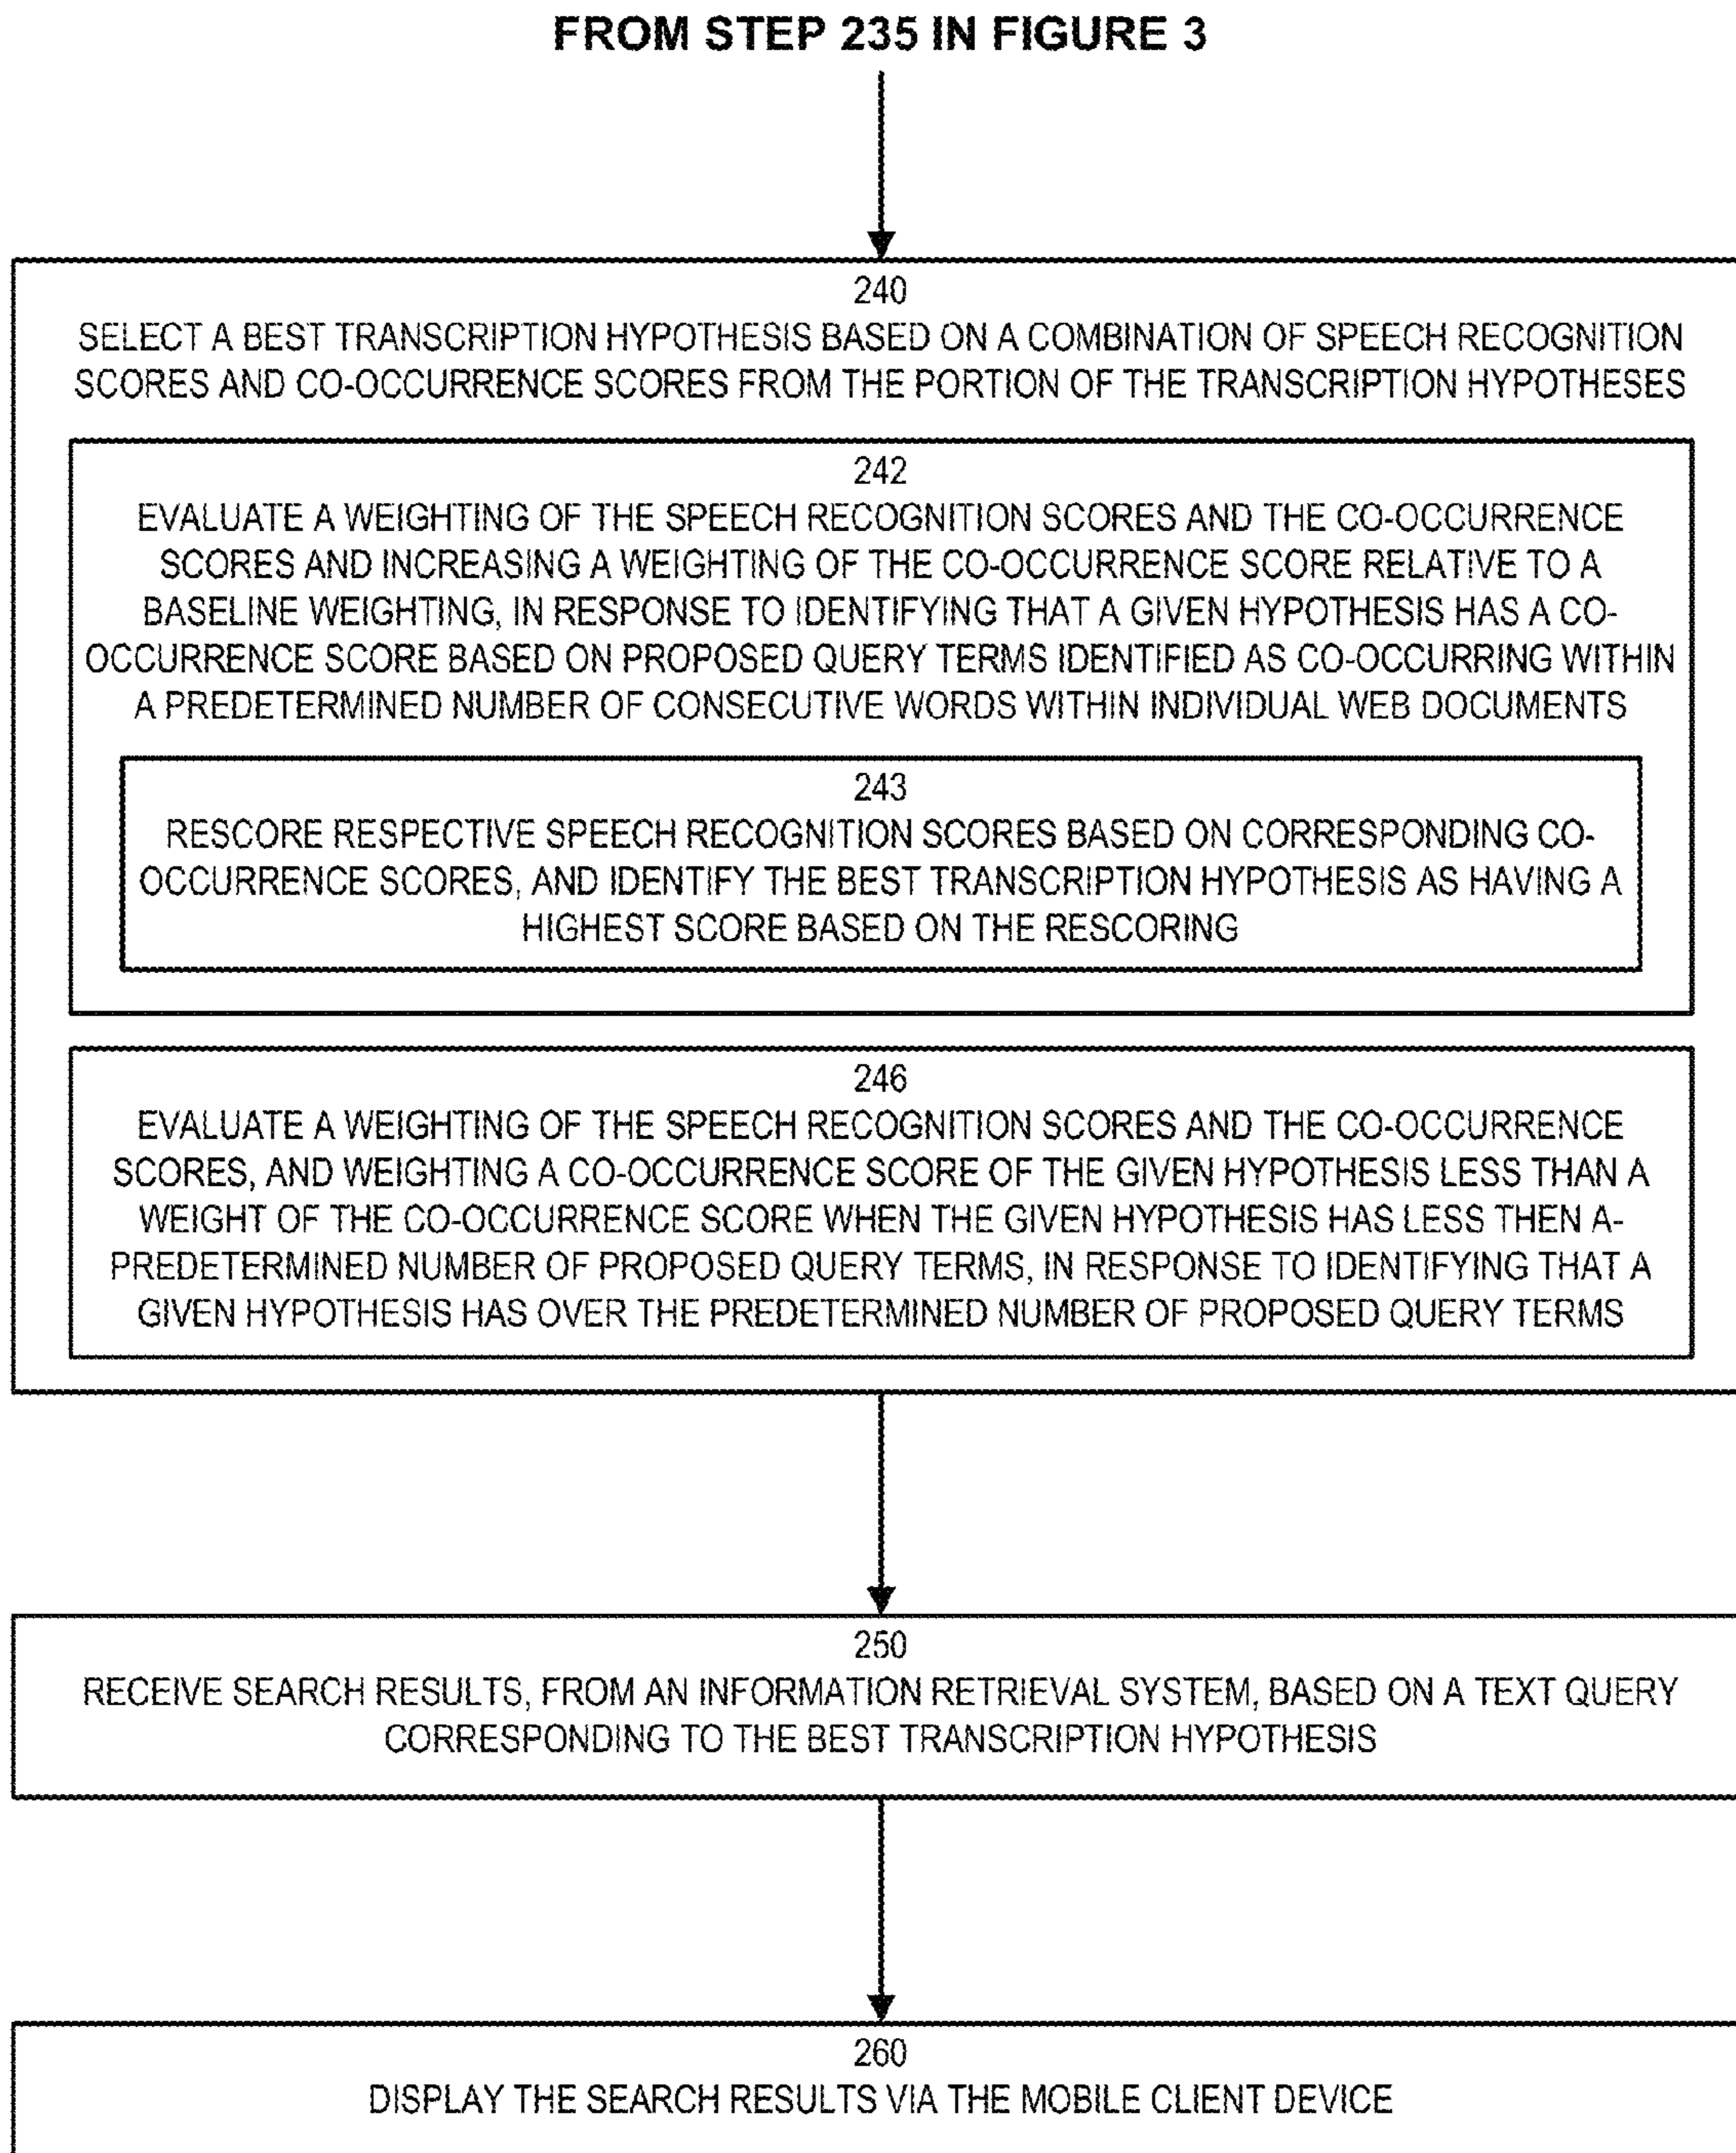 FROM STEP 235 IN FIGURE 3
240
SELECT A BEST TRANSCRIPTION HYPOTHESIS BASED ON A COMBINATION OF SPEECH RECOGNITION
SCORES AND CO-OCCURRENCE SCORES FROM THE PORTION OF THE TRANSCRIPTION HYPOTHESES
242
EVALUATE A WEIGHTING OF THE SPEECH RECOGNITION SCORES AND THE CO-OCCURRENCE
SCORES AND INCREASING A WEIGHTING OF THE CO-OCCURRENCE SCORE RELATIVE TO A
BASELINE WEIGHTING, IN RESPONSE TO IDENTIFYING THAT A GIVEN HYPOTHESIS HAS A CO-
OCCURRENCE SCORE BASED ON PROPOSED QUERY TERMS IDENTIFIED AS CO-OCCURRING WITHIN
A PREDETERMINED NUMBER OF CONSECUTIVE WORDS WITHIN INDIVIDUAL WEB DOCUMENTS
243
RESCORE RESPECTIVE SPEECH RECOGNITION SCORES BASED ON CORRESPONDING CO-
OCCURRENCE SCORES, AND IDENTIFY THE BEST TRANSCRIPTION HYPOTHESIS AS HAVING A
HIGHEST SCORE BASED ON THE RESCORING
246
EVALUATE A WEIGHTING OF THE SPEECH RECOGNITION SCORES AND THE CO-OCCURRENCE
SCORES, AND WEIGHTING A CO-OCCURRENCE SCORE OF THE GIVEN HYPOTHESIS LESS THAN A
WEIGHT OF THE CO-OCCURRENCE SCORE WHEN THE GIVEN HYPOTHESIS HAS LESS THEN A-
PREDETERMINED NUMBER OF PROPOSED QUERY TERMS, IN RESPONSE TO IDENTIFYING THAT A
GIVEN HYPOTHESIS HAS OVER THE PREDETERMINED NUMBER OF PROPOSED QUERY TERMS
250
RECEIVE SEARCH RESULTS, FROM AN INFORMATION RETRIEVAL SYSTEM, BASED ON A TEXT QUERY
CORRESPONDING TO THE BEST TRANSCRIPTION HYPOTHESIS
260
DISPLAY THE SEARCH RESULTS VIA THE MOBILE CLIENT DEVICE